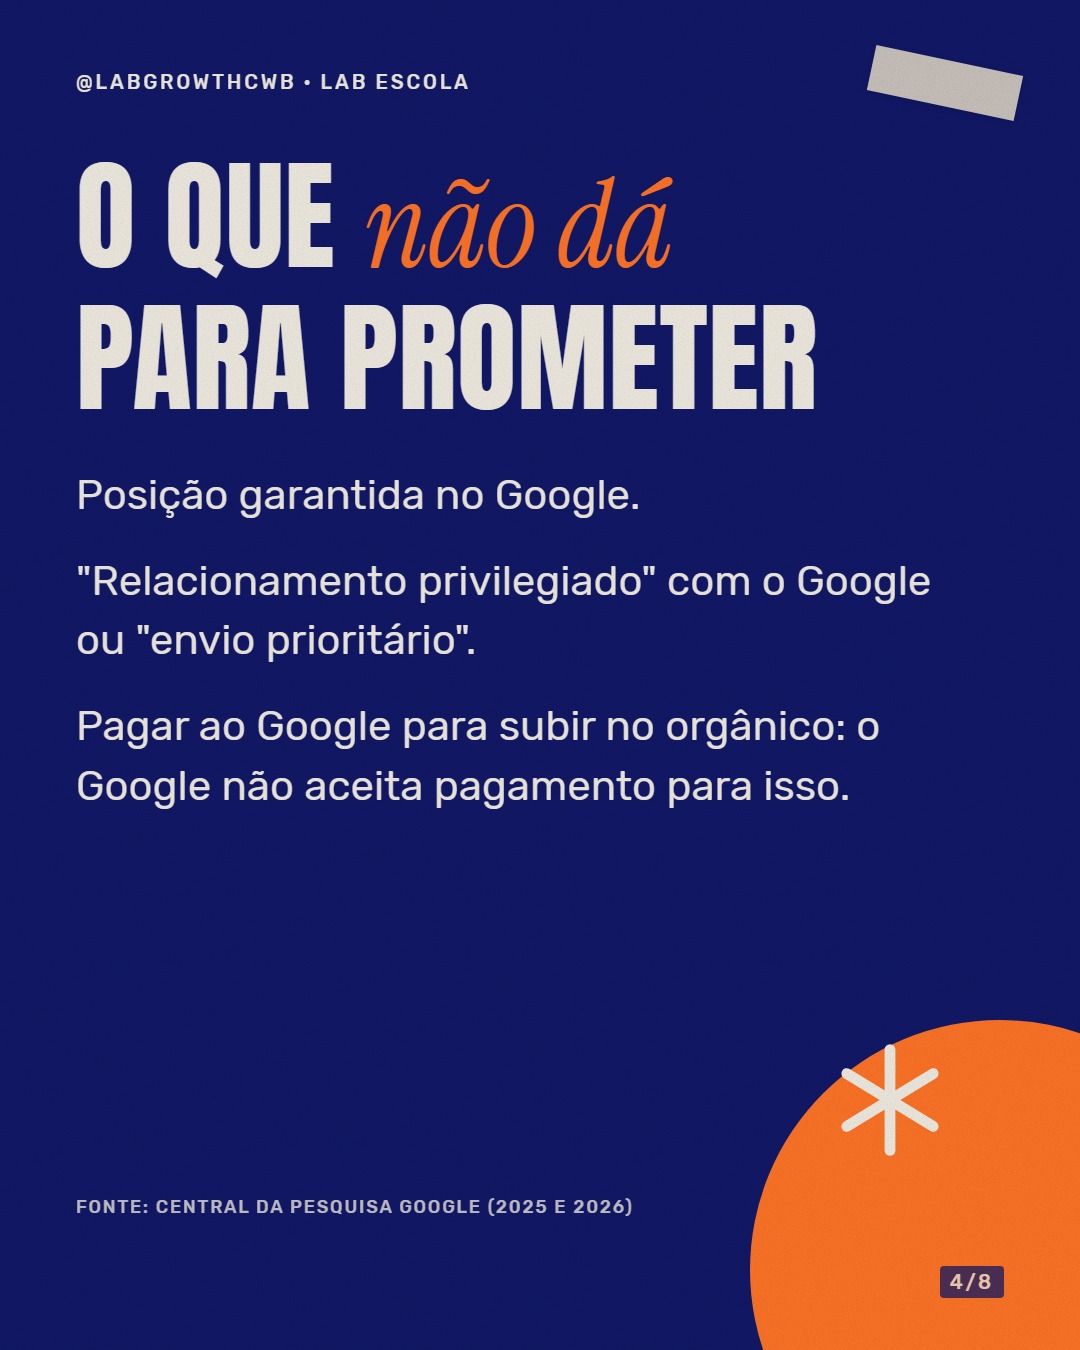 @LABGROWTHCWB • LAB ESCOLA
O QUE não dá
PARA PROMETER
Posição garantida no Google.
"Relacionamento privilegiado" com o Google
ou "envio prioritário".
Pagar ao Google para subir no orgânico: o
Google não aceita pagamento para isso.
FONTE: CENTRAL DA PESQUISA GOOGLE (2025 E 2026)
4/8